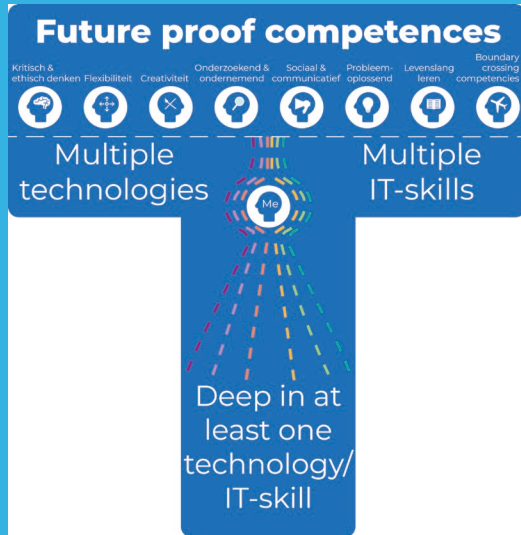 Future proof competences
Kritisch &
ethisch denken
Flexibiliteit
Creativiteit
Onderzoekend &
ondernemend
Sociaal &
communicatief
Probleem-
oplossend
Levenslang
leren
Boundary
crossing
competencies
Multiple
technologies
Multiple
IT-skills
Me
Deep in at
least one
technology/
IT-skill